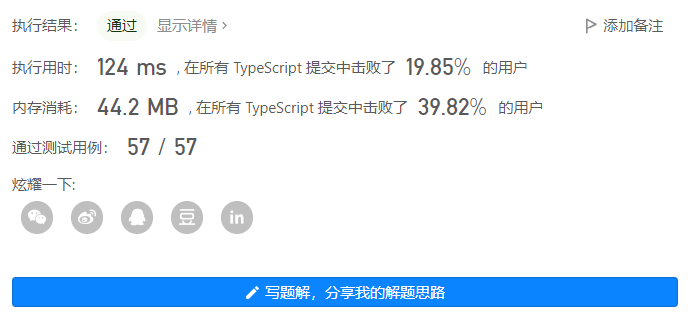 执行结果： 通过 显示详情 › 添加备注
执行用时： 124 ms , 在所有 TypeScript 提交中击败了 19.85% 的用户
内存消耗： 44.2 MB , 在所有 TypeScript 提交中击败了 39.82% 的用户
通过测试用例： 57 / 57
炫耀一下:
豆 in
写题解，分享我的解题思路